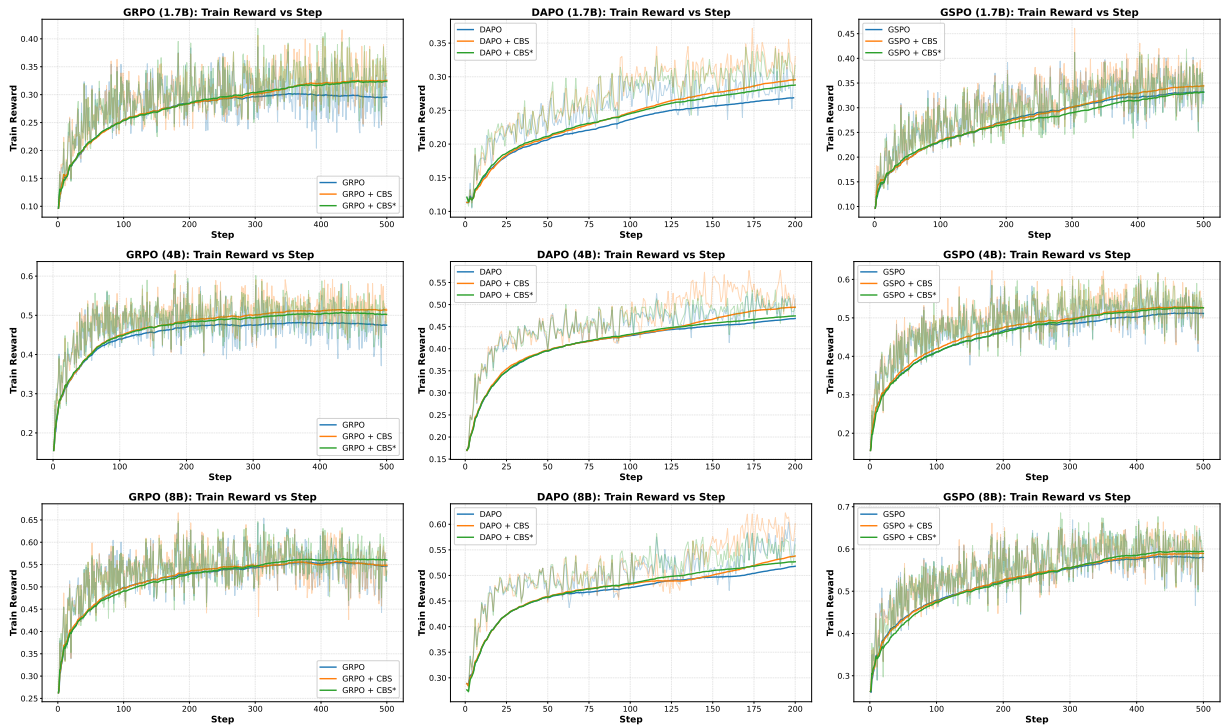 GRPO (1.7B): Train Reward vs Step
Train Reward
0.40
0.35
0.30
0.25
0.20
0.15
0.10
GRPO
GRPO + CBS
GRPO + CBS*
0 100 200 300 400 500
Step
DAPO (1.7B): Train Reward vs Step
Train Reward
0.35
0.30
0.25
0.20
0.15
0.10
DAPO
DAPO + CBS
DAPO + CBS*
0 25 50 75 100 125 150 175 200
Step
GSPO (1.7B): Train Reward vs Step
Train Reward
0.45
0.40
0.35
0.30
0.25
0.20
0.15
0.10
GSPO
GSPO + CBS
GSPO + CBS*
0 100 200 300 400 500
Step
GRPO (4B): Train Reward vs Step
Train Reward
0.6
0.5
0.4
0.3
0.2
GRPO
GRPO + CBS
GRPO + CBS*
0 100 200 300 400 500
Step
DAPO (4B): Train Reward vs Step
Train Reward
0.55
0.50
0.45
0.40
0.35
0.30
0.25
0.20
0.15
DAPO
DAPO + CBS
DAPO + CBS*
0 25 50 75 100 125 150 175 200
Step
GSPO (4B): Train Reward vs Step
Train Reward
0.6
0.5
0.4
0.3
0.2
GSPO
GSPO + CBS
GSPO + CBS*
0 100 200 300 400 500
Step
GRPO (8B): Train Reward vs Step
Train Reward
0.65
0.60
0.55
0.50
0.45
0.40
0.35
0.30
0.25
GRPO
GRPO + CBS
GRPO + CBS*
0 100 200 300 400 500
Step
DAPO (8B): Train Reward vs Step
Train Reward
0.60
0.55
0.50
0.45
0.40
0.35
0.30
DAPO
DAPO + CBS
DAPO + CBS*
0 25 50 75 100 125 150 175 200
Step
GSPO (8B): Train Reward vs Step
Train Reward
0.7
0.6
0.5
0.4
0.3
GSPO
GSPO + CBS
GSPO + CBS*
0 100 200 300 400 500
Step